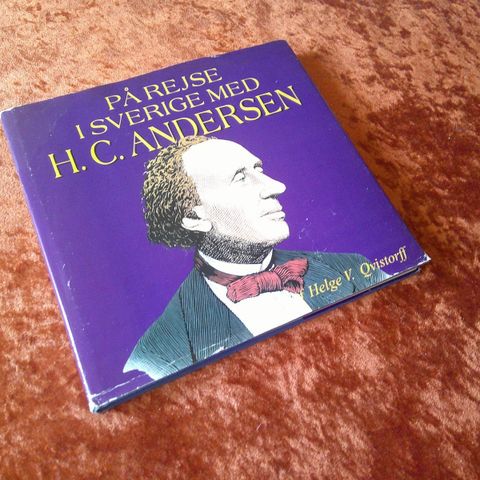 PÅ REJSE
I SVERIGE MED
H. C. ANDERSEN
Helge V. Qvistorff